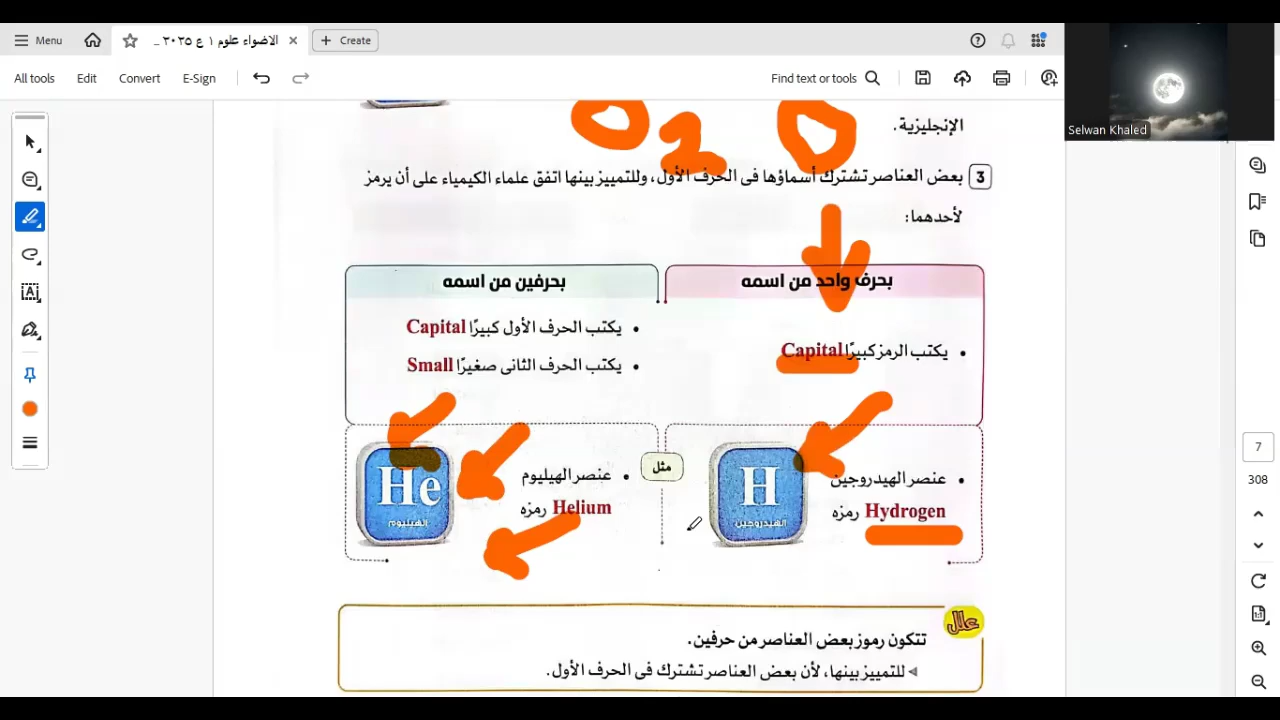 Menu
الاضواء علوم ١ ع ٢٠٢٥ ...
Create
All tools
Edit
Convert
E-Sign
Find text or tools
Selwan Khaled
O2 O
الإنجليزية.
3 بعض العناصر تشترك أسماؤها فى الحرف الأول، وللتمييز بينها اتفق علماء الكيمياء على أن يرمز
لأحدهما:
بحرف واحد من اسمه
• يكتب الرمز كبيرًا Capital
بحرفين من اسمه
• يكتب الحرف الأول كبيرًا Capital
• يكتب الحرف الثانى صغيرًا Small
مثل
• عنصر الهيدروجين
Hydrogen رمزه
H
الهيدروجين
• عنصر الهيليوم
Helium رمزه
He
الهيليوم
علل
تتكون رموز بعض العناصر من حرفين.
للتمييز بينها، لأن بعض العناصر تشترك فى الحرف الأول.
7
308